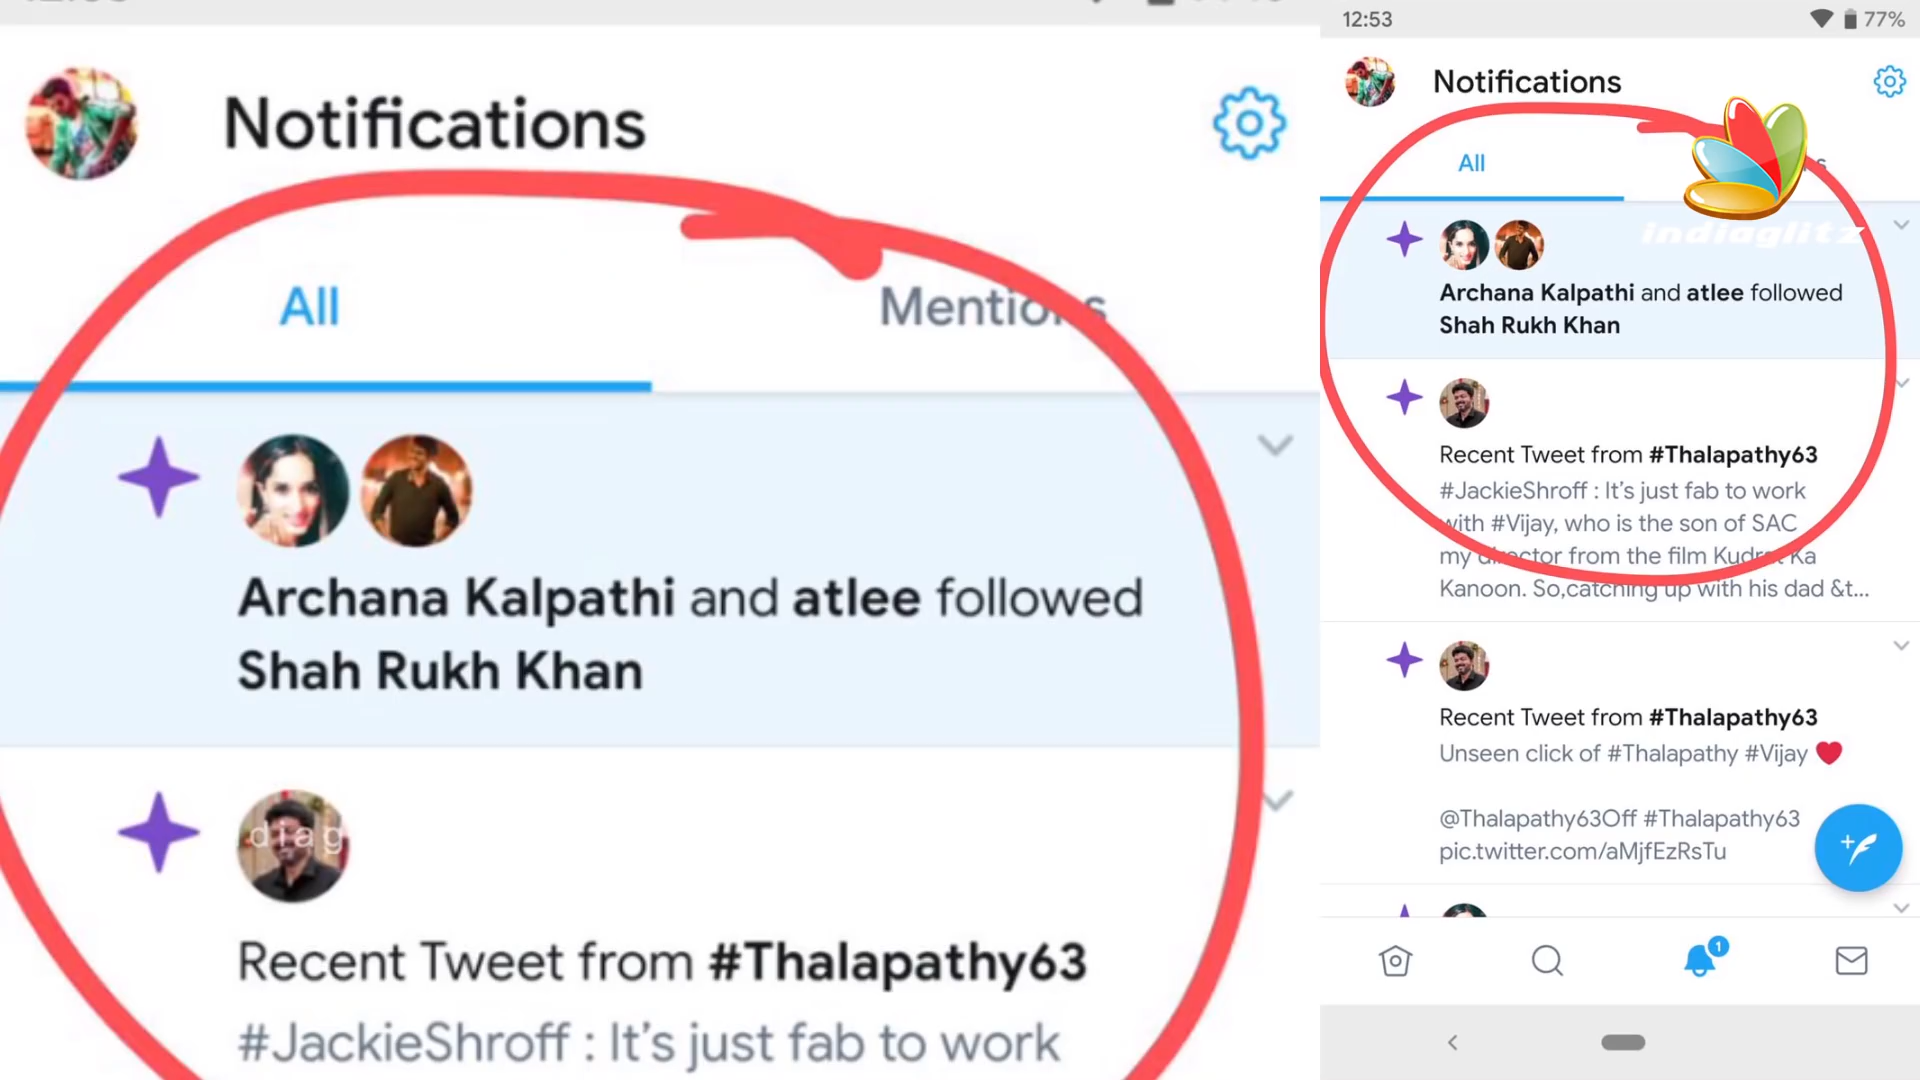 Notifications
All
Mentions
Archana Kalpathi and atlee followed
Shah Rukh Khan
diag
Recent Tweet from #Thalapathy63
#JackieShroff : It's just fab to work
12:53
77%
Notifications
All
indiaglitz
Archana Kalpathi and atlee followed
Shah Rukh Khan
Recent Tweet from #Thalapathy63
#JackieShroff : It's just fab to work
with #Vijay, who is the son of SAC
my director from the film Kudrat Ka
Kanoon. So,catching up with his dad &t...
Recent Tweet from #Thalapathy63
Unseen click of #Thalapathy #Vijay ❤
@Thalapathy63Off #Thalapathy63
pic.twitter.com/aMjfEzRsTu
1